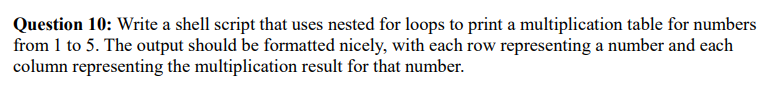 Question 10: Write a shell script that uses nested for loops to print a multiplication table for numbers
from 1 to 5. The output should be formatted nicely, with each row representing a number and each
column representing the multiplication result for that number.